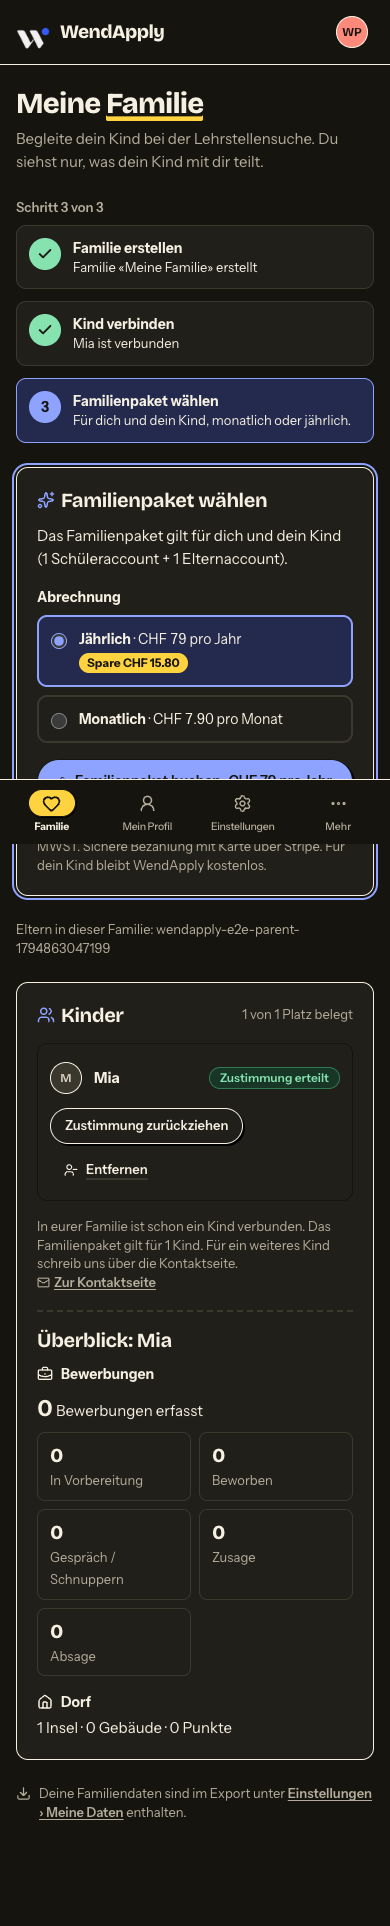 WendApply
WP
Meine Familie
Begleite dein Kind bei der Lehrstellensuche. Du
siehst nur, was dein Kind mit dir teilt.
Schritt 3 von 3
Familie erstellen
Familie «Meine Familie» erstellt
Kind verbinden
Mia ist verbunden
3
Familienpaket wählen
Für dich und dein Kind, monatlich oder jährlich.
Familienpaket wählen
Das Familienpaket gilt für dich und dein Kind
(1 Schüleraccount + 1 Elternaccount).
Abrechnung
Jährlich · CHF 79 pro Jahr
Spare CHF 15.80
Monatlich · CHF 7.90 pro Monat
Familie
Mein Profil
Einstellungen
Mehr
MWST. Sichere Bezahlung mit Karte über Stripe. Für
dein Kind bleibt WendApply kostenlos.
Eltern in dieser Familie: wendapply-e2e-parent-
1794863047199
Kinder
1 von 1 Platz belegt
M
Mia
Zustimmung erteilt
Zustimmung zurückziehen
Entfernen
In eurer Familie ist schon ein Kind verbunden. Das
Familienpaket gilt für 1 Kind. Für ein weiteres Kind
schreib uns über die Kontaktseite.
Zur Kontaktseite
Überblick: Mia
Bewerbungen
0 Bewerbungen erfasst
0
In Vorbereitung
0
Beworben
0
Gespräch /
Schnuppern
0
Zusage
0
Absage
Dorf
1 Insel · 0 Gebäude · 0 Punkte
Deine Familiendaten sind im Export unter Einstellungen
› Meine Daten enthalten.